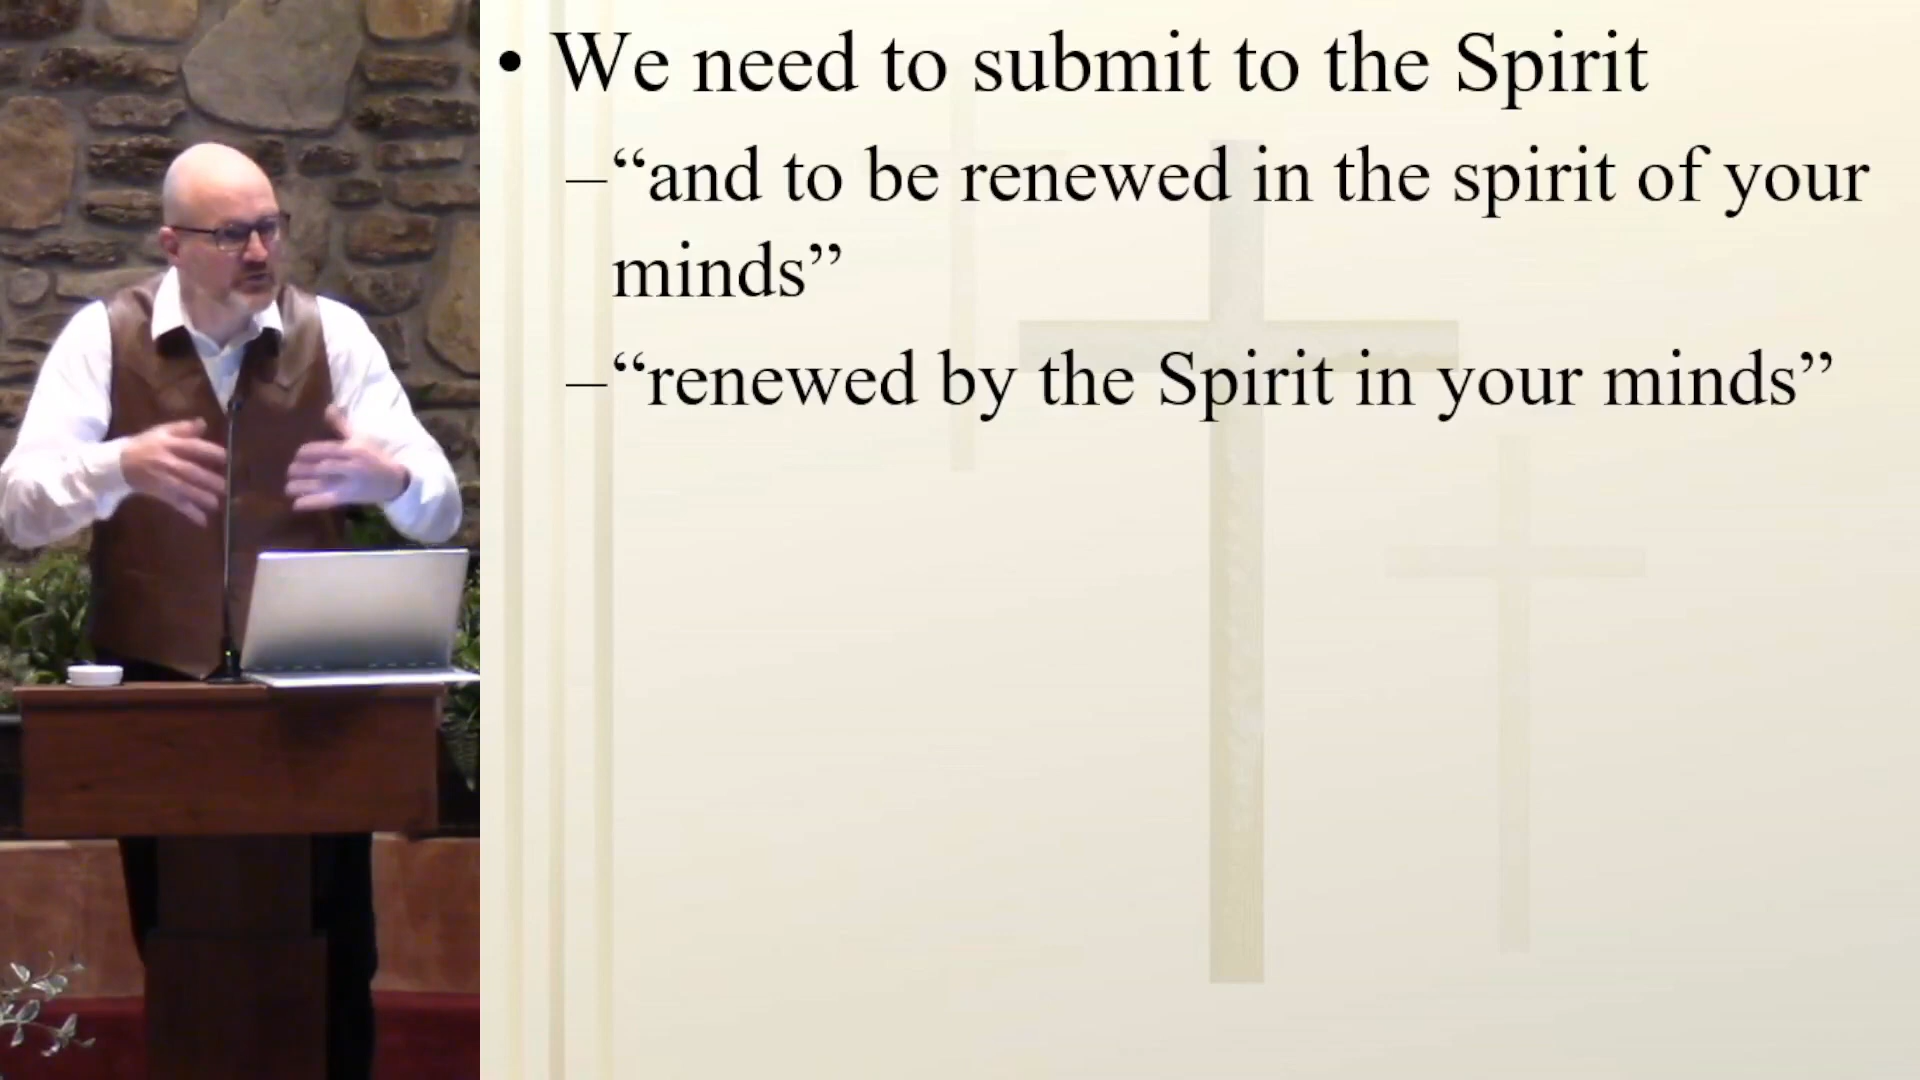 • We need to submit to the Spirit
–“and to be renewed in the spirit of your
minds”
–“renewed by the Spirit in your minds”